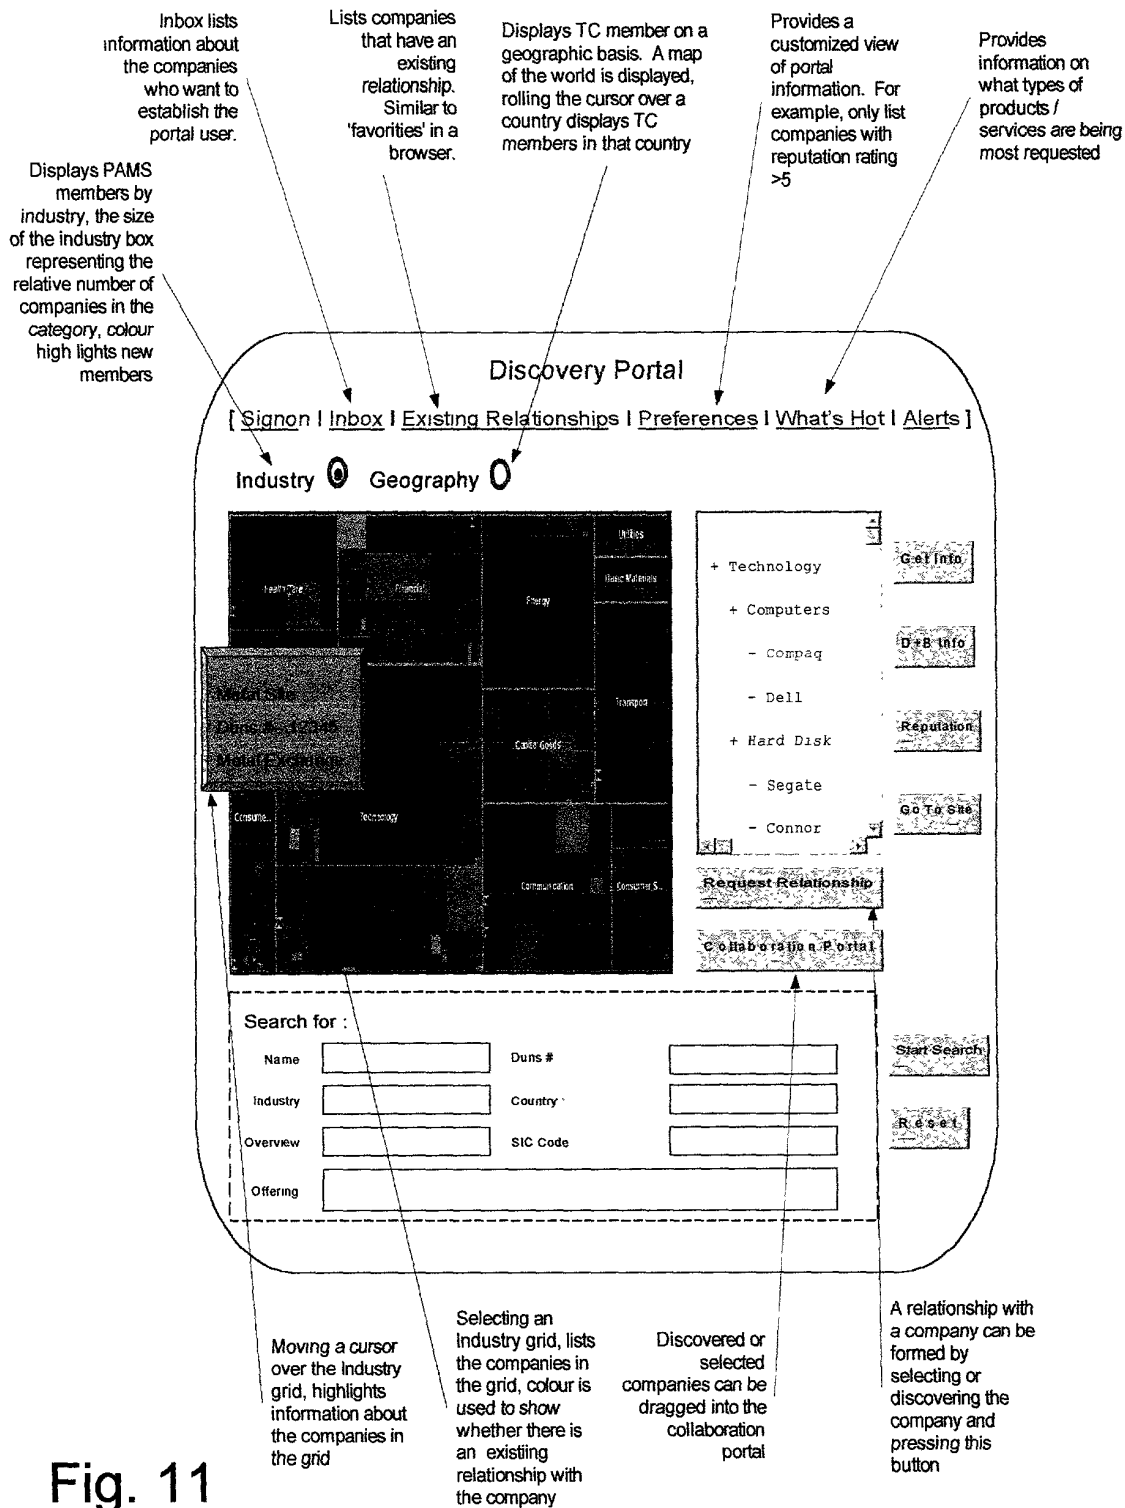 Inbox lists
information about
the companies
who want to
establish the
portal user.
Lists companies
that have an
existing
relationship.
Similar to
'favorities' in a
browser.
Displays TC member on a
geographic basis. A map
of the world is displayed,
rolling the cursor over a
country displays TC
members in that country
Provides a
customized view
of portal
information. For
example, only list
companies with
reputation rating
>5
Provides
information on
what types of
products /
services are being
most requested
Displays PAMS
members by
industry, the size
of the industry box
representing the
relative number of
companies in the
category, colour
high lights new
members
Discovery Portal
[ Signon | Inbox | Existing Relationships | Preferences | What's Hot | Alerts ]
Industry Geography
Health Care
Financial
Energy
Utilities
Basic Materials
Transport
Capital Goods
Consume...
Technology
Communication
Consumer S...
Metal Site
Duns #: 12345
Metal Exchange
+ Technology
+ Computers
- Compaq
- Dell
+ Hard Disk
- Segate
- Connor
Get Info
D+B Info
Reputation
Go To Site
Request Relationship
Collaboration Portal
Search for :
Name Duns #
Industry Country
Overview SIC Code
Offering
Start Search
Reset
Moving a cursor
over the Industry
grid, highlights
information about
the companies in
the grid
Selecting an
Industry grid, lists
the companies in
the grid, colour is
used to show
whether there is
an existiing
relationship with
the company
Discovered or
selected
companies can be
dragged into the
collaboration
portal
A relationship with
a company can be
formed by
selecting or
discovering the
company and
pressing this
button
Fig. 11